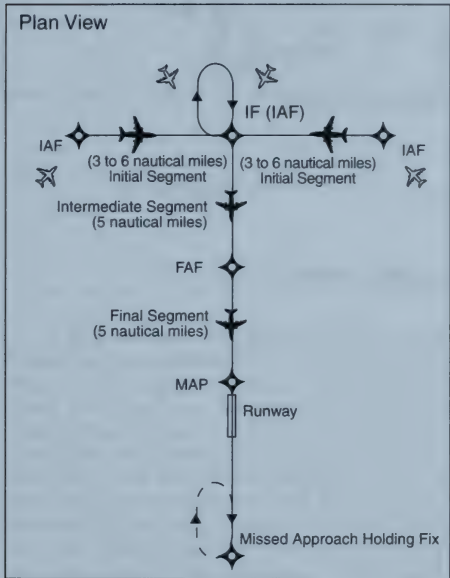 Plan View
IF (IAF)
IAF
IAF
(3 to 6 nautical miles)
Initial Segment
(3 to 6 nautical miles)
Initial Segment
Intermediate Segment
(5 nautical miles)
FAF
Final Segment
(5 nautical miles)
MAP
Runway
Missed Approach Holding Fix